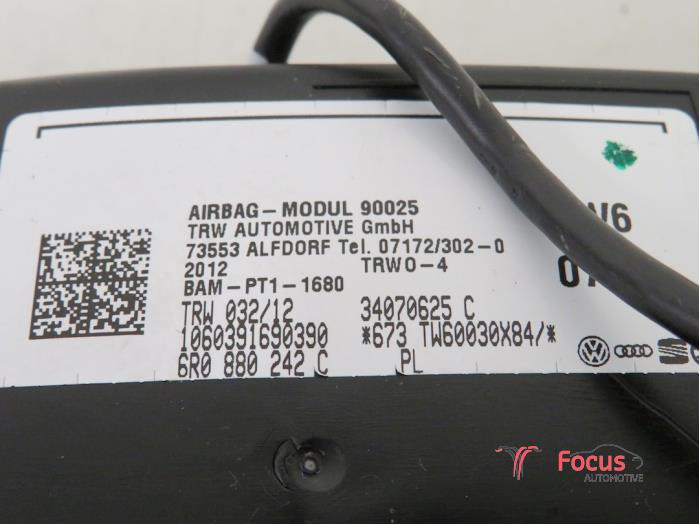 AIRBAG-MODUL 90025
TRW AUTOMOTIVE GmbH
73553 ALFDORF Tel. 07172/302-0
2012 TRWO-4
BAM-PT1-1680
TRW 032/12 34070625 C
1060391690390 *673 TW60030X84/*
6R0 880 242 C PL
Focus
AUTOMOTIVE